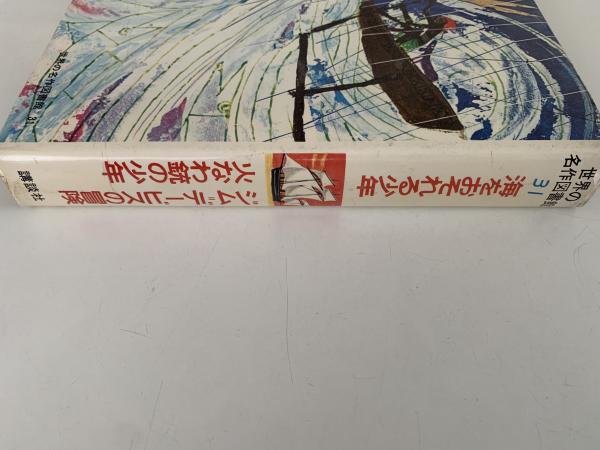 世界の名作図書館 31
世界の
名作図書館
31
海をおそれる少年
ジム=デービスの冒険
火なわ銃の少年
講談社